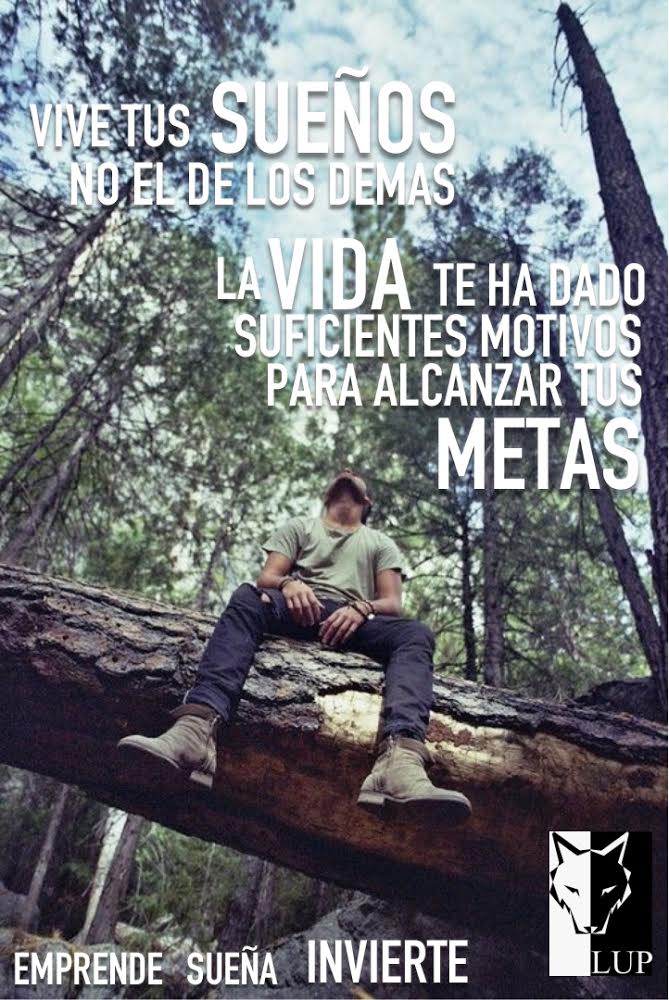 VIVE TUS SUEÑOS
NO EL DE LOS DEMAS
LA VIDA TE HA DADO
SUFICIENTES MOTIVOS
PARA ALCANZAR TUS
METAS
LUP
EMPRENDE SUEÑA INVIERTE